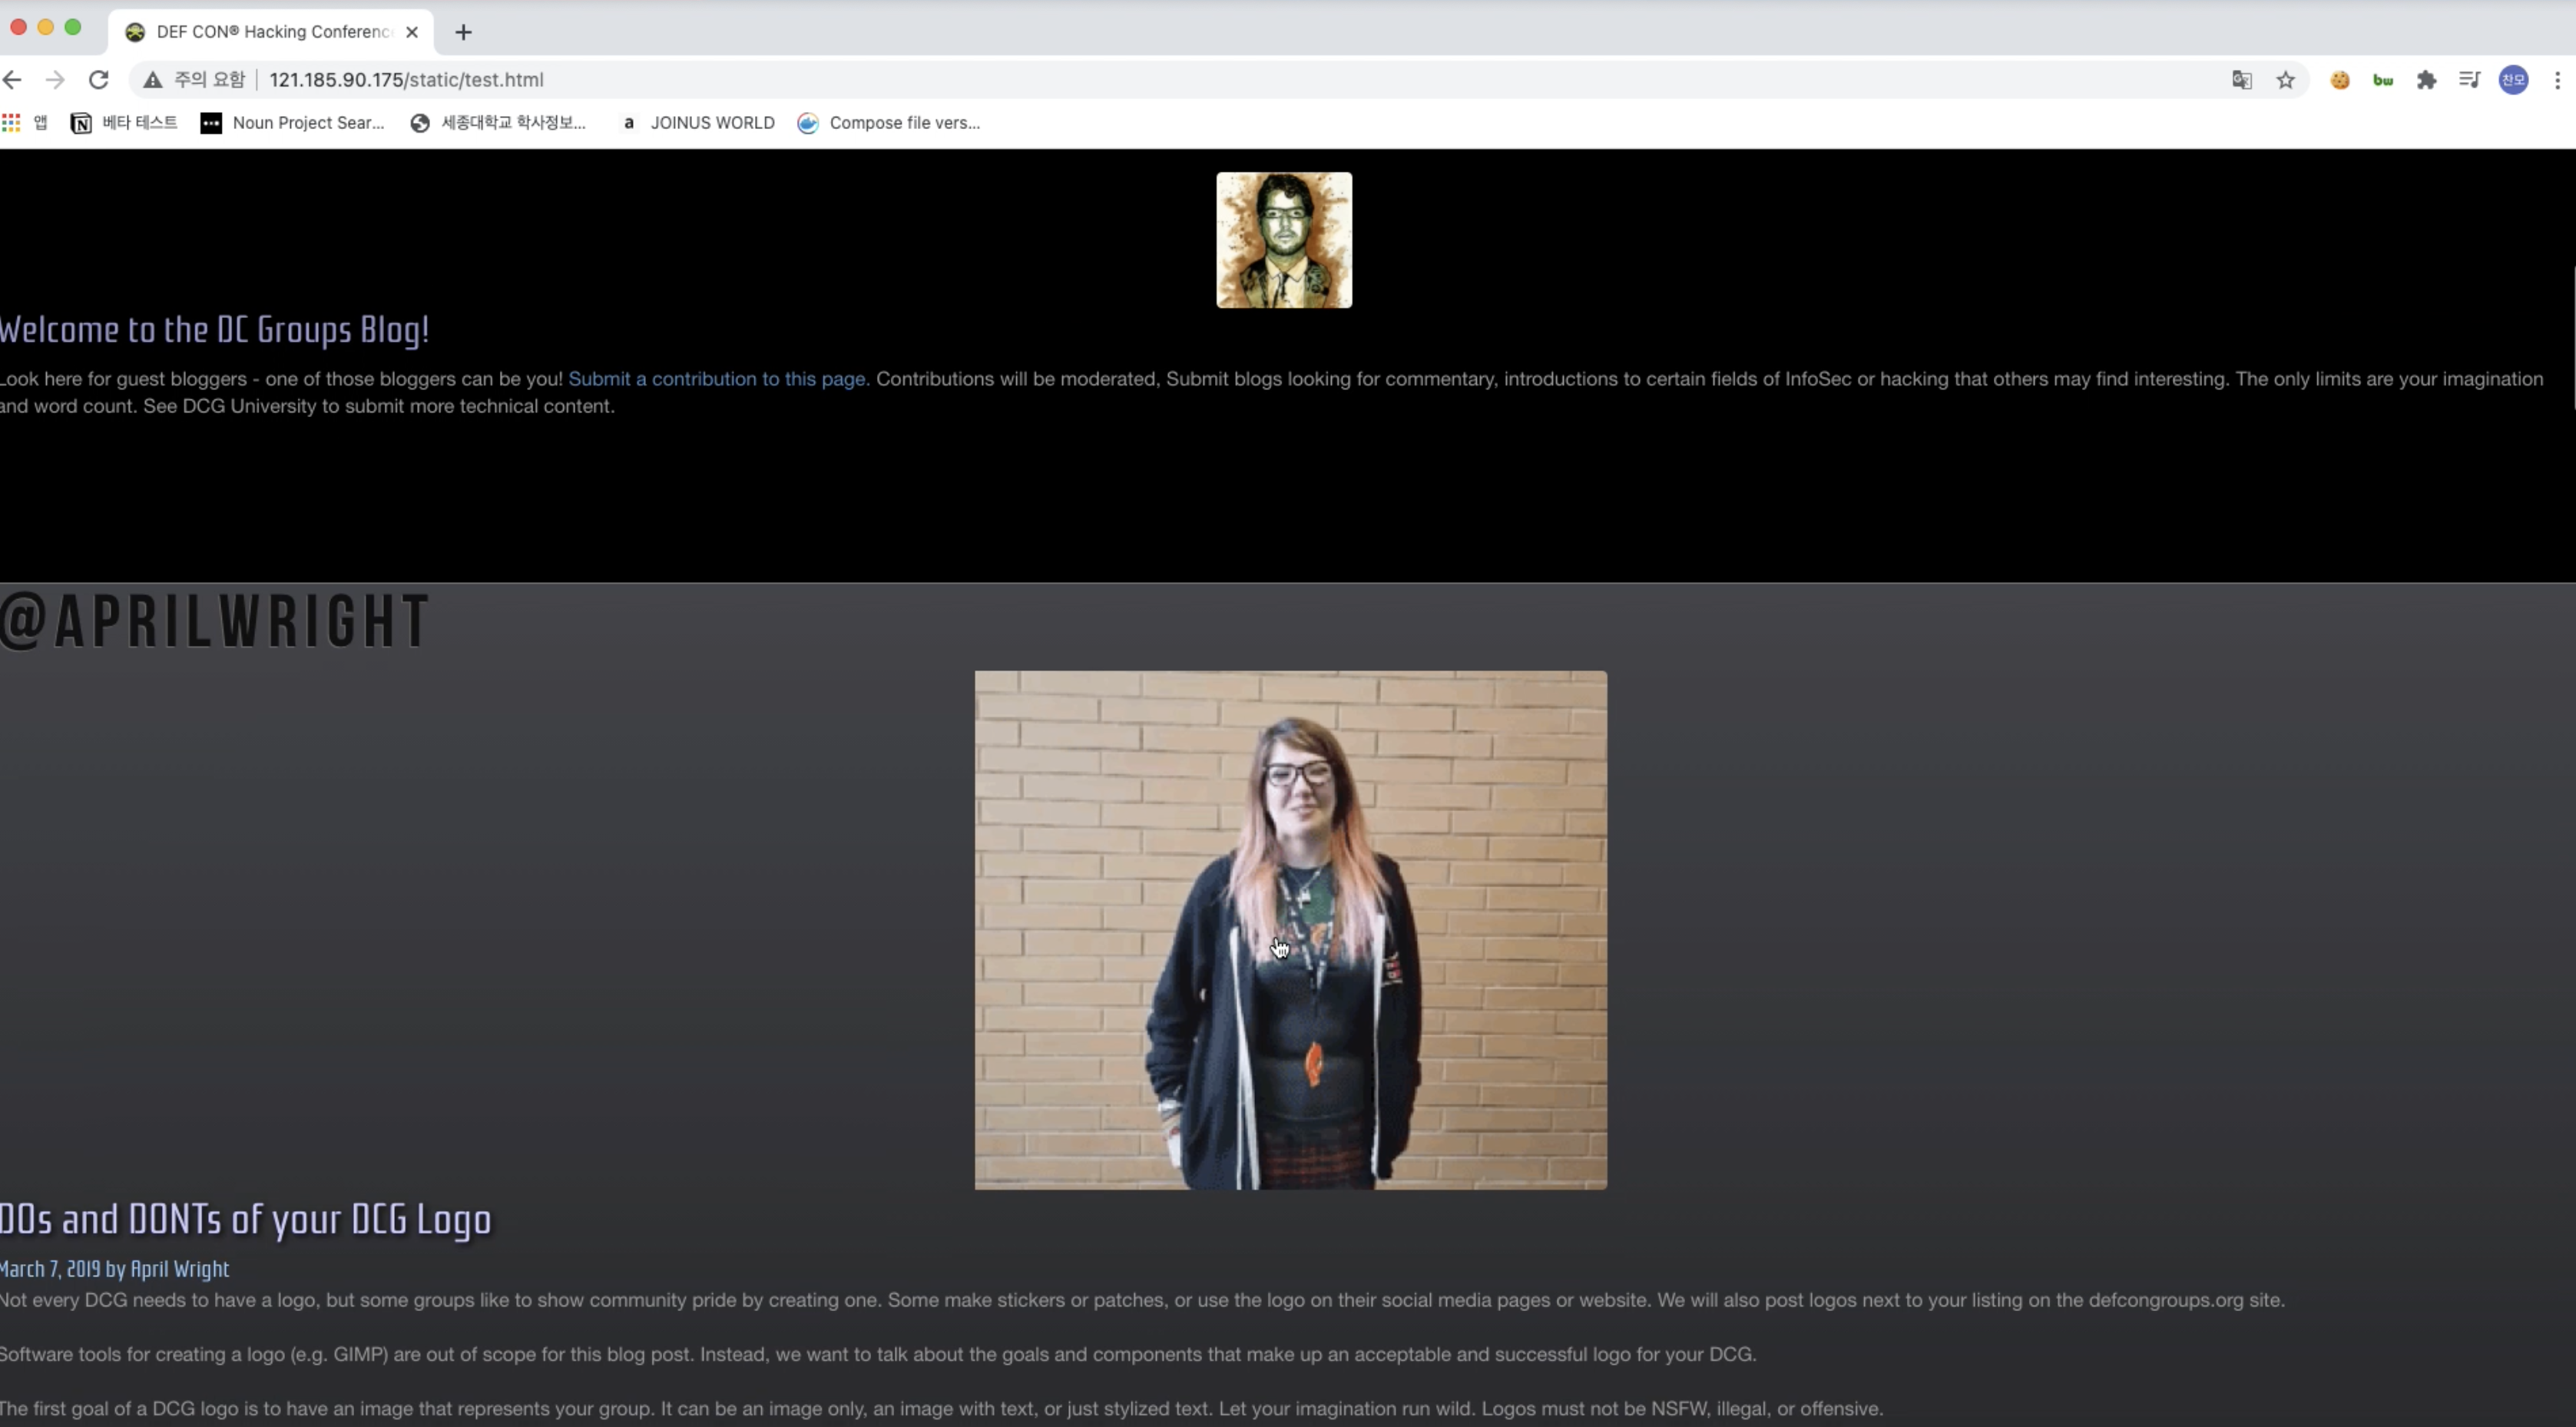 DEF CON® Hacking Conferenc
주의 요함 121.185.90.175/static/test.html bw 찬모
앱 베타 테스트 Noun Project Sear... 세종대학교 학사정보... a JOINUS WORLD Compose file vers...
Welcome to the DC Groups Blog!
Look here for guest bloggers - one of those bloggers can be you! Submit a contribution to this page. Contributions will be moderated, Submit blogs looking for commentary, introductions to certain fields of InfoSec or hacking that others may find interesting. The only limits are your imagination
and word count. See DCG University to submit more technical content.
@APRILWRIGHT
DOs and DONTs of your DCG Logo
March 7, 2019 by April Wright
Not every DCG needs to have a logo, but some groups like to show community pride by creating one. Some make stickers or patches, or use the logo on their social media pages or website. We will also post logos next to your listing on the defcongroups.org site.
Software tools for creating a logo (e.g. GIMP) are out of scope for this blog post. Instead, we want to talk about the goals and components that make up an acceptable and successful logo for your DCG.
The first goal of a DCG logo is to have an image that represents your group. It can be an image only, an image with text, or just stylized text. Let your imagination run wild. Logos must not be NSFW, illegal, or offensive.